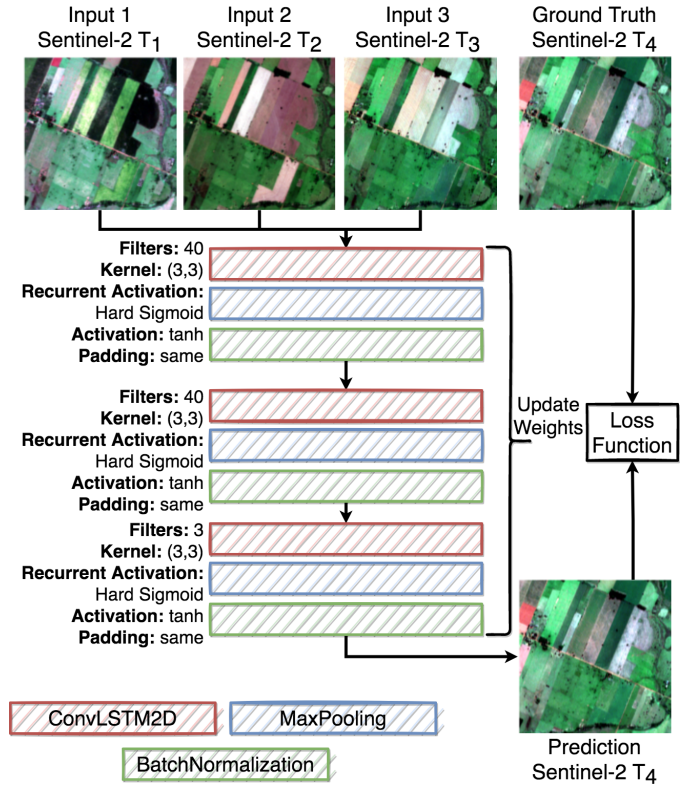 Input 1
Sentinel-2 T1
Input 2
Sentinel-2 T2
Input 3
Sentinel-2 T3
Ground Truth
Sentinel-2 T4
Filters: 40
Kernel: (3,3)
Recurrent Activation:
Hard Sigmoid
Activation: tanh
Padding: same
Filters: 40
Kernel: (3,3)
Recurrent Activation:
Hard Sigmoid
Activation: tanh
Padding: same
Filters: 3
Kernel: (3,3)
Recurrent Activation:
Hard Sigmoid
Activation: tanh
Padding: same
Update
Weights
Loss
Function
ConvLSTM2D
MaxPooling
BatchNormalization
Prediction
Sentinel-2 T4